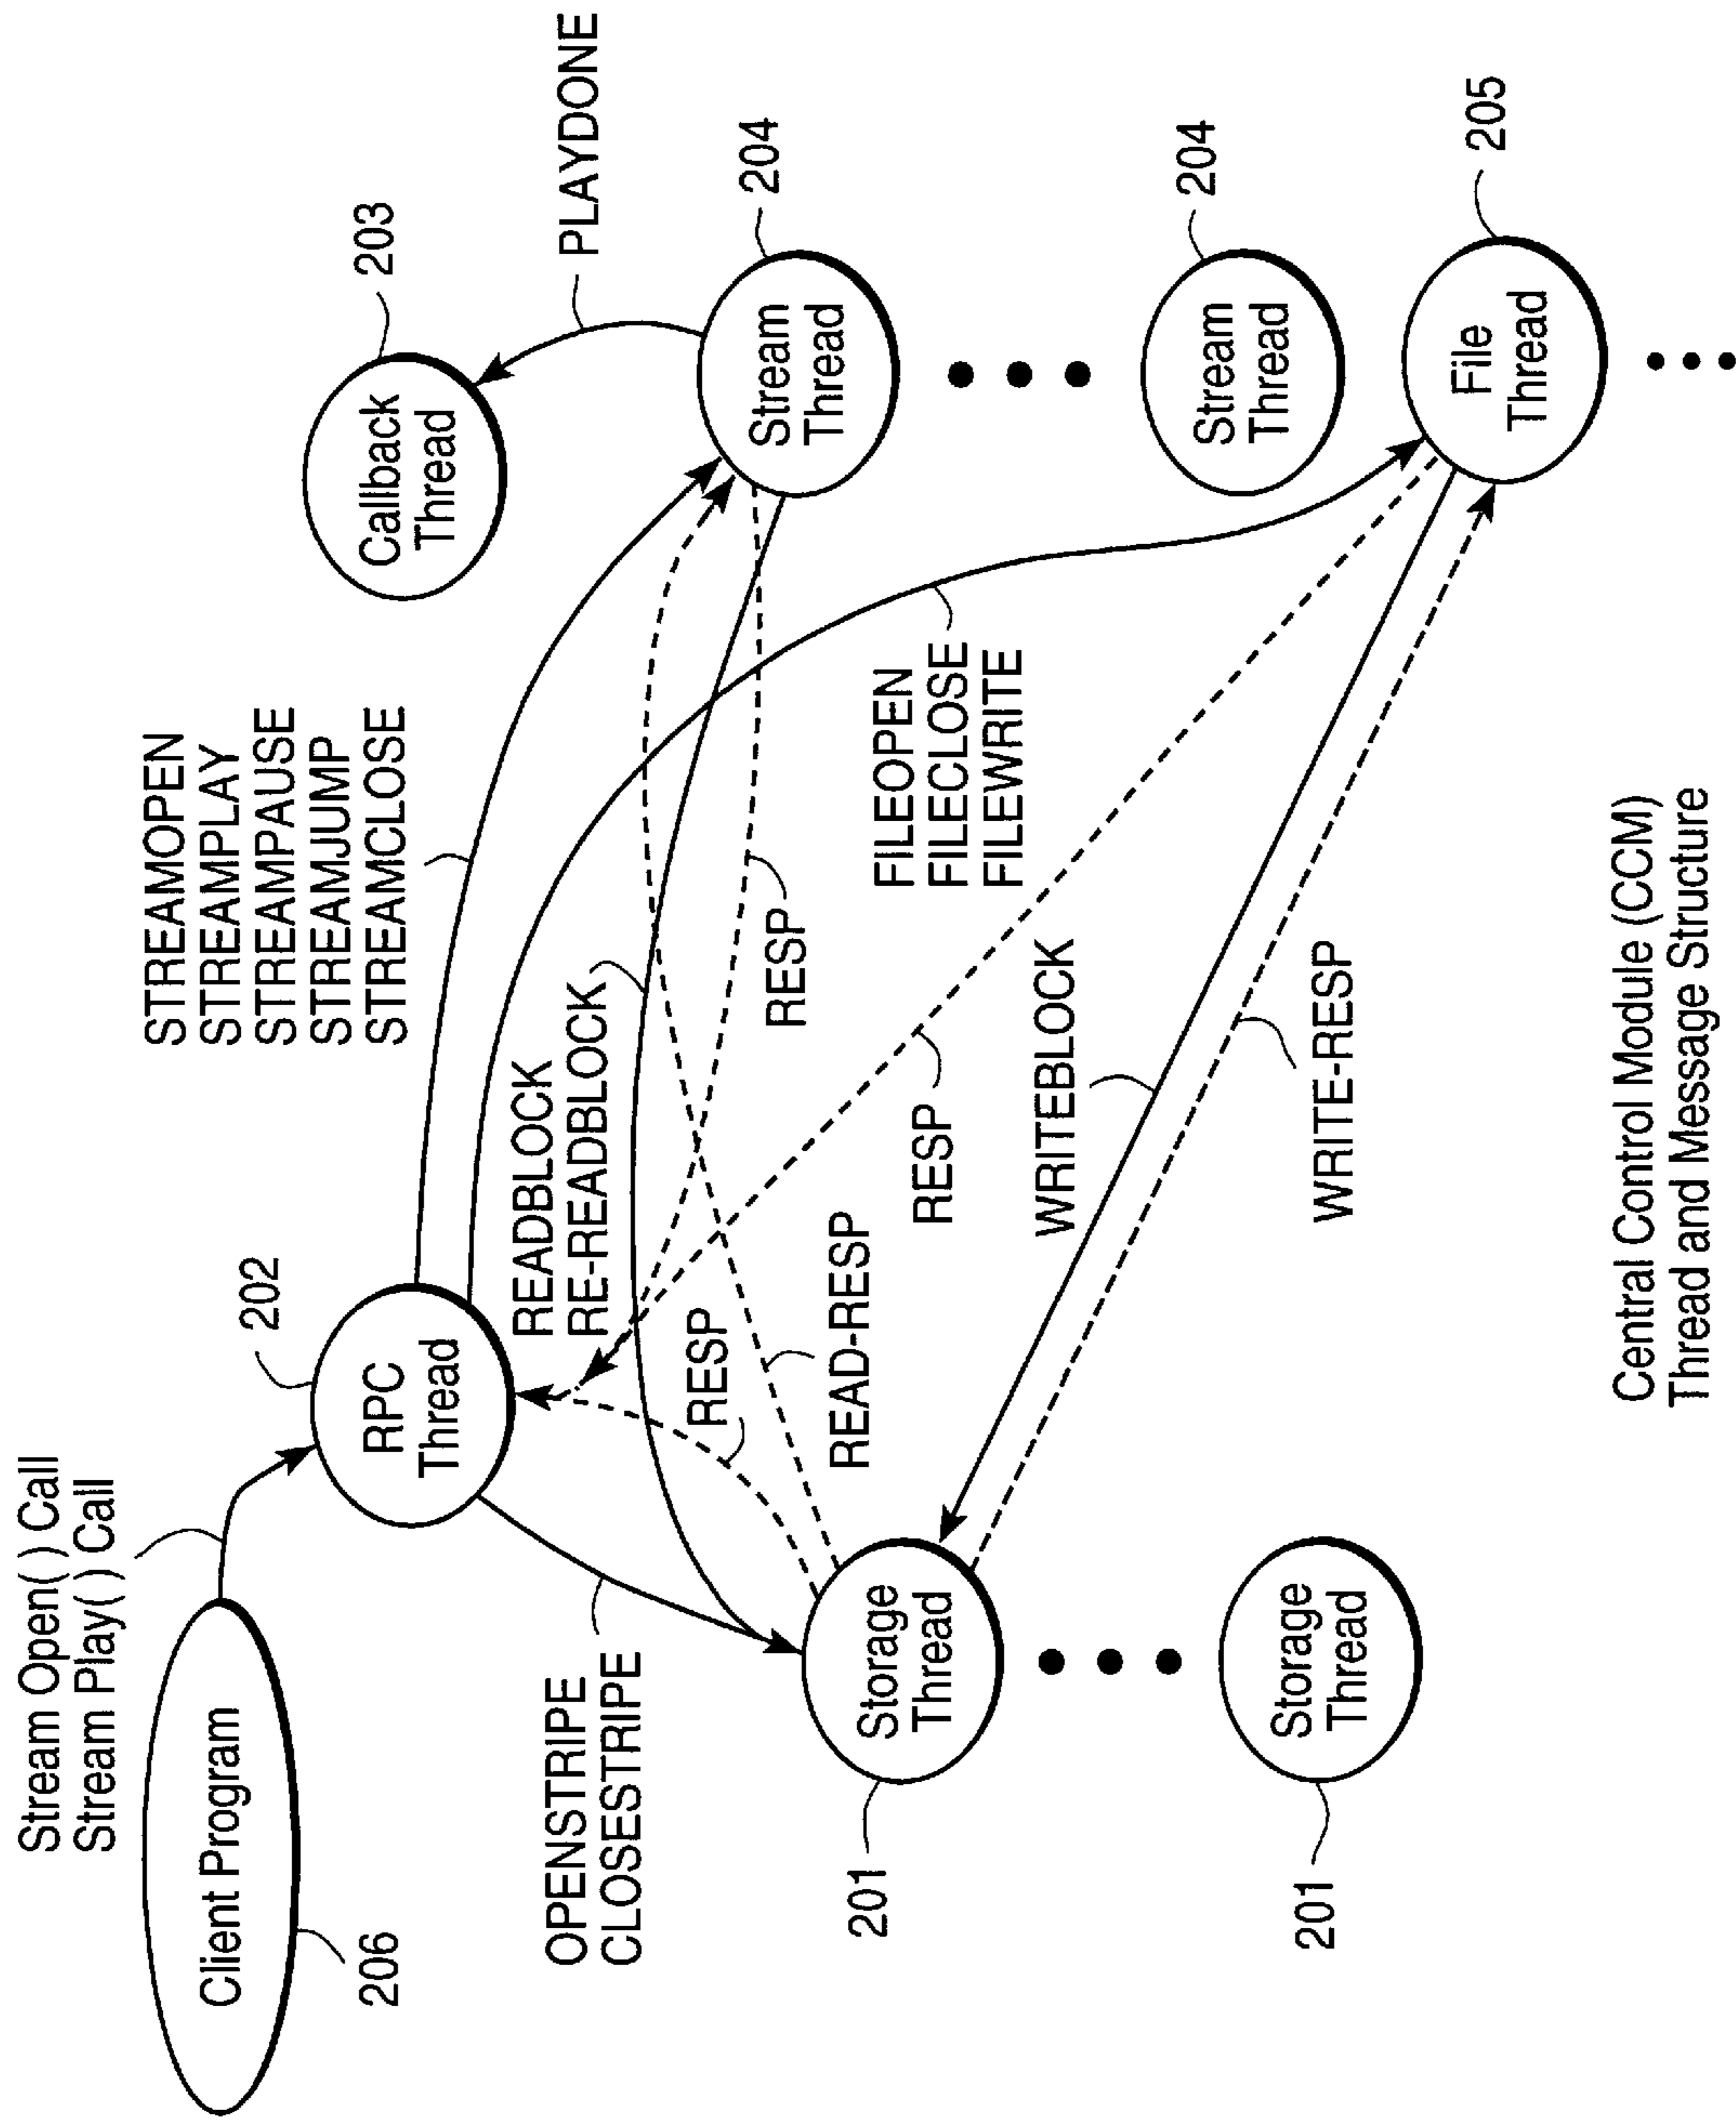 Stream Open( ) Call
Stream Play( ) Call
Client Program
206
RPC
Thread
202
STREAMOPEN
STREAMPLAY
STREAMPAUSE
STREAMJUMP
STREAMCLOSE
Callback
Thread
203
PLAYDONE
OPENSTRIPE
CLOSESTRIPE
READBLOCK
RE-READBLOCK
RESP
READ-RESP
RESP
Stream
Thread
204
FILEOPEN
FILECLOSE
FILEWRITE
RESP
Storage
Thread
201
WRITEBLOCK
WRITE-RESP
Stream
Thread
204
Storage
Thread
201
File
Thread
205
Central Control Module (CCM)
Thread and Message Structure